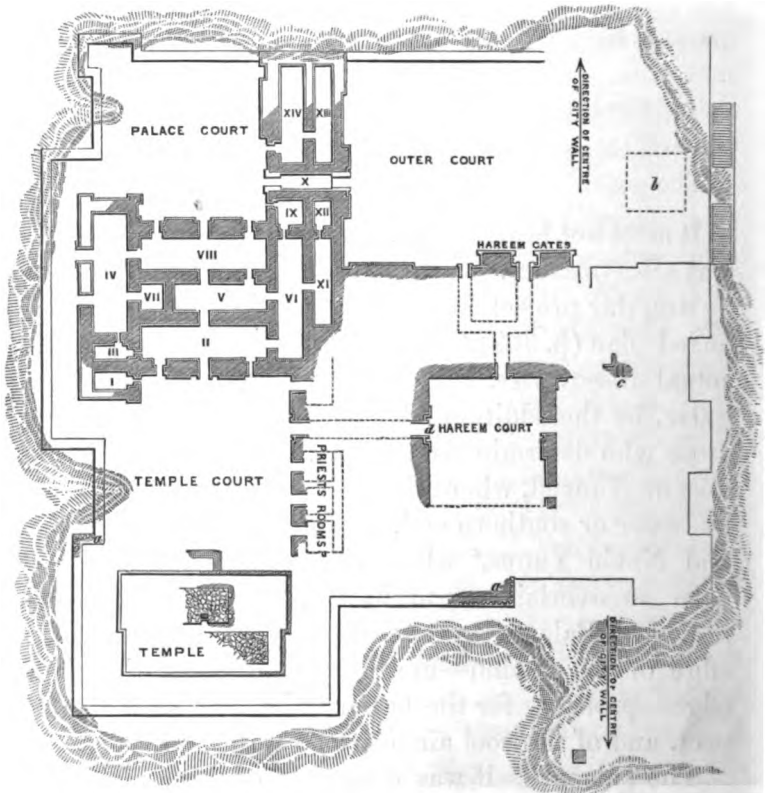 PALACE COURT
OUTER COURT
DIRECTION OF CENTRE
OF CITY WALL
XIV
XIII
X
IX
XII
b
HAREEM GATES
VIII
IV
VII
V
VI
XI
II
III
I
c
d HAREEM COURT
TEMPLE COURT
PRIESTS ROOMS?
a
a
TEMPLE
DIRECTION OF CENTRE
OF CITY WALL